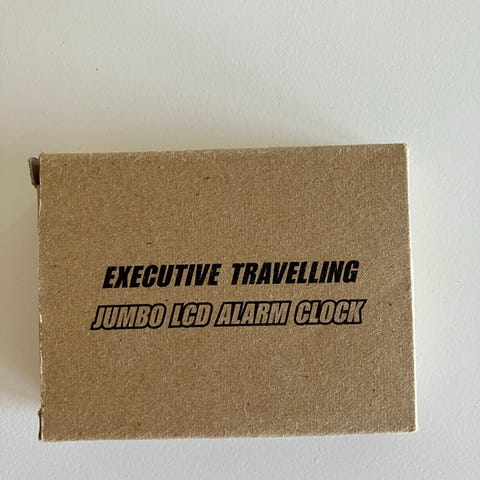 EXECUTIVE TRAVELLING
JUMBO LCD ALARM CLOCK